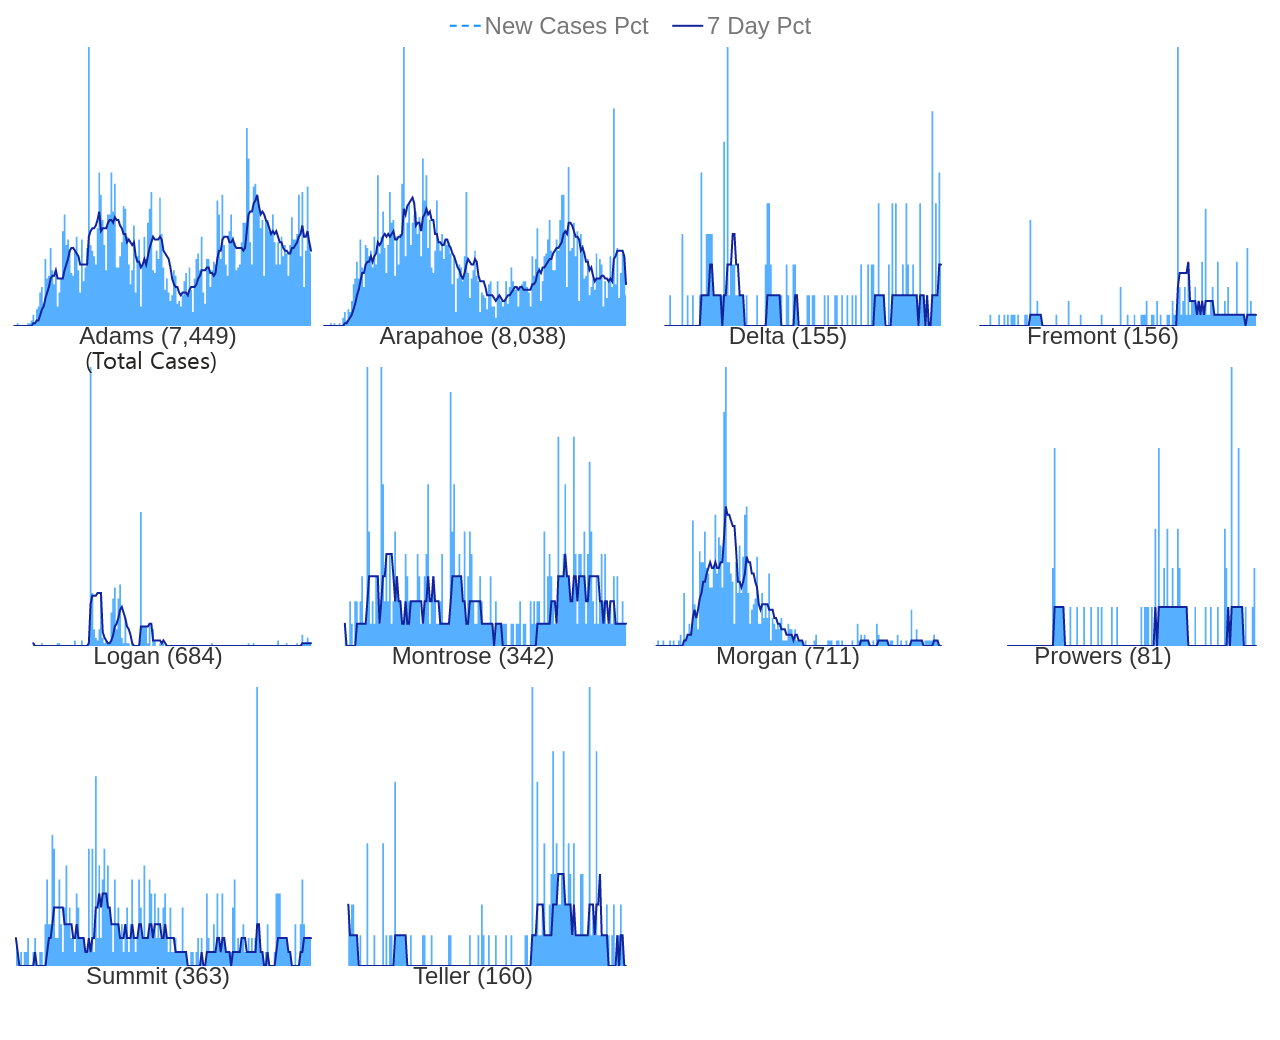 New Cases Pct 7 Day Pct
Adams (7,449) Arapahoe (8,038) Delta (155) Fremont (156)
(Total Cases)
Logan (684) Montrose (342) Morgan (711) Prowers (81)
Summit (363) Teller (160)